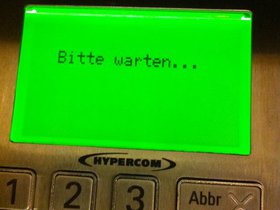 Bitte warten...
HYPERCOM
1 2 3 Abbr